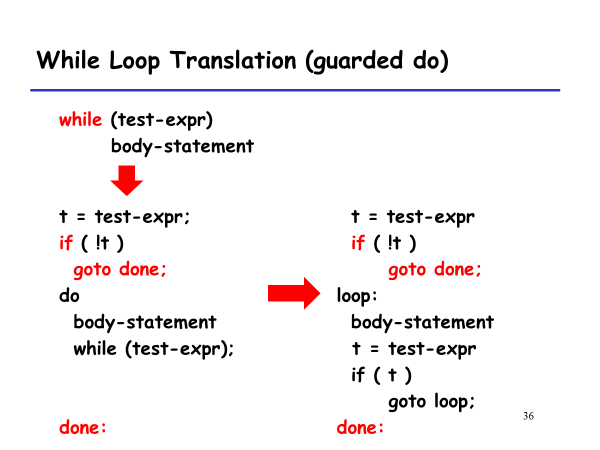 While Loop Translation (guarded do)
while (test-expr)
body-statement
t = test-expr;
if ( !t )
goto done;
do
body-statement
while (test-expr);
done:
t = test-expr
if ( !t )
goto done;
loop:
body-statement
t = test-expr
if ( t )
goto loop;
done:
36